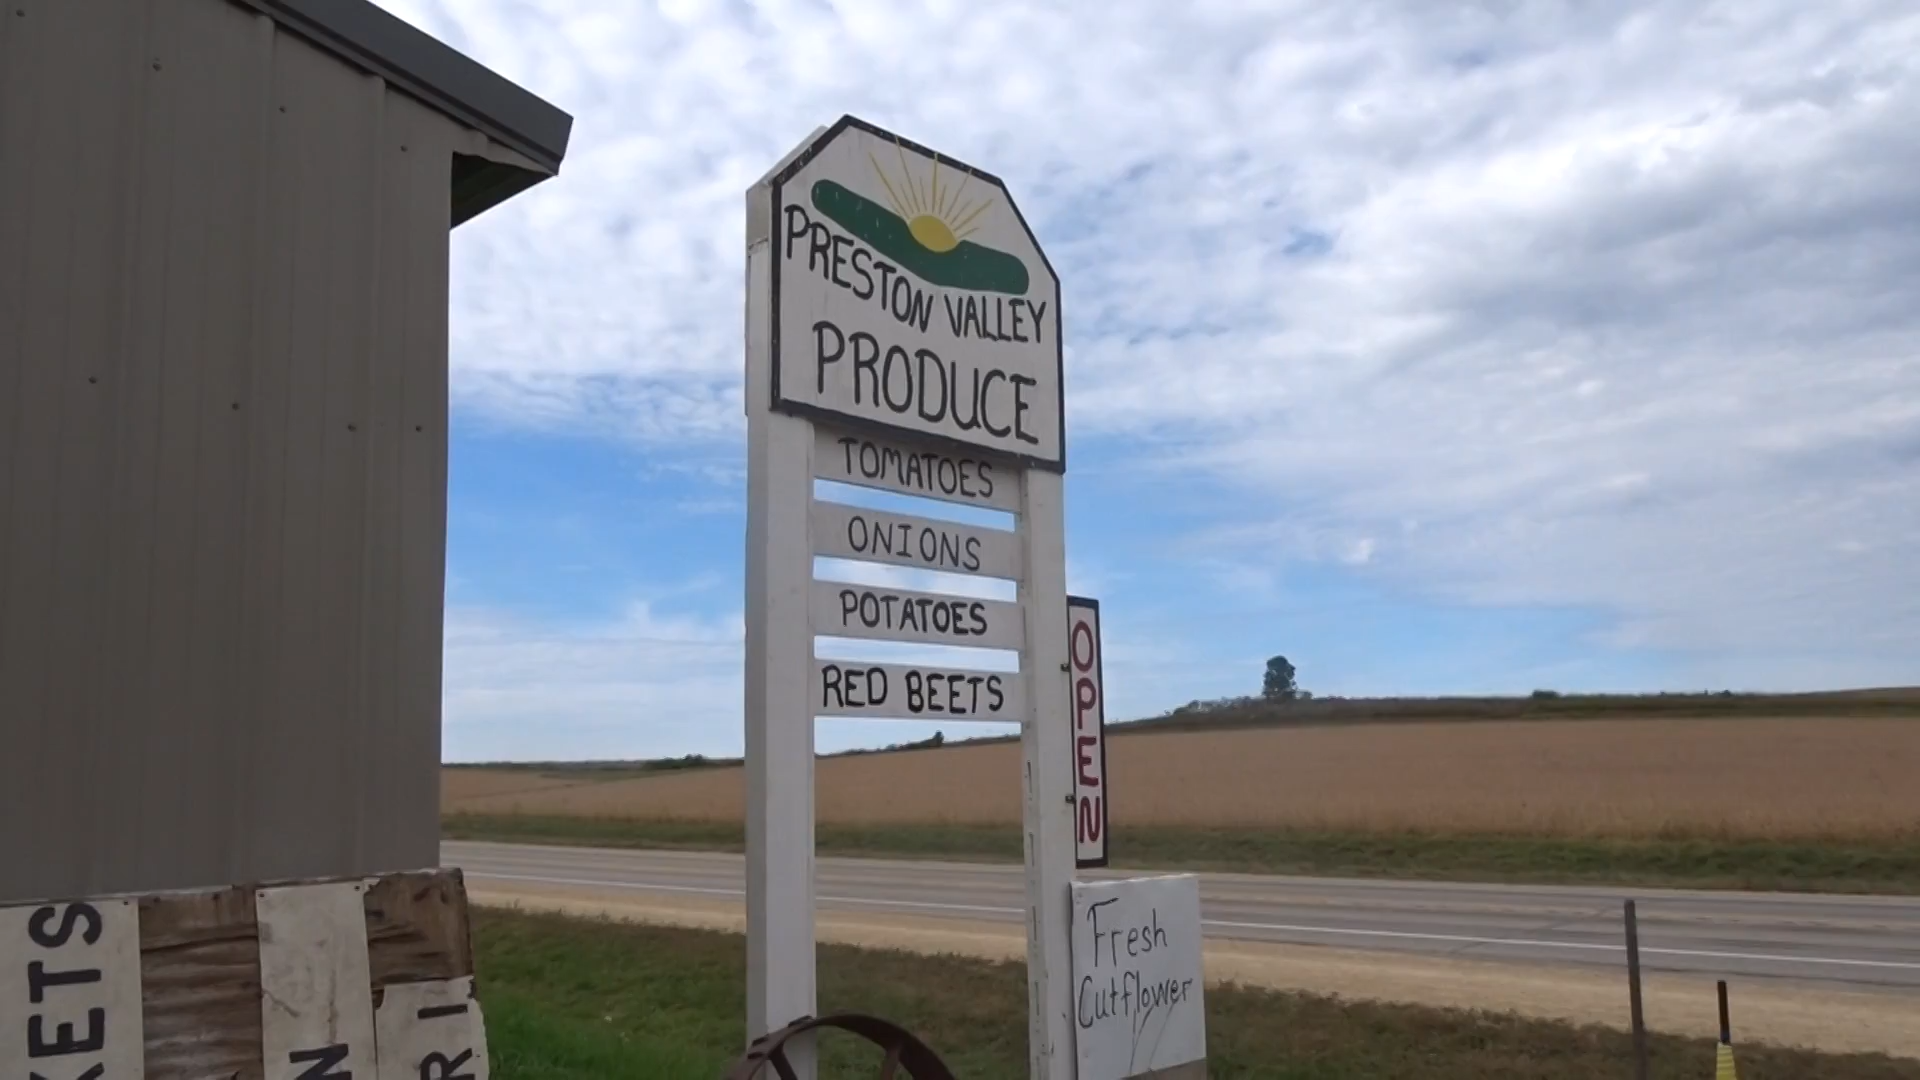 PRESTON VALLEY
PRODUCE
TOMATOES
ONIONS
POTATOES
RED BEETS
OPEN
Fresh
Cutflower